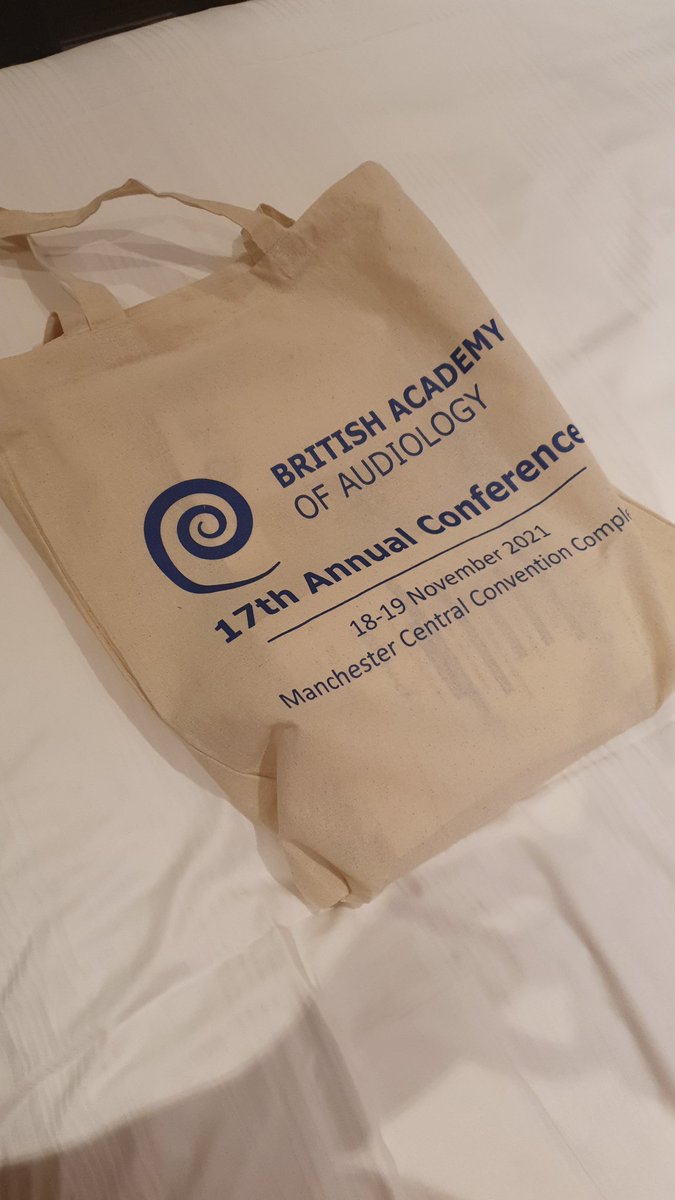 BRITISH ACADEMY
OF AUDIOLOGY
17th Annual Conference
18-19 November 2021
Manchester Central Convention